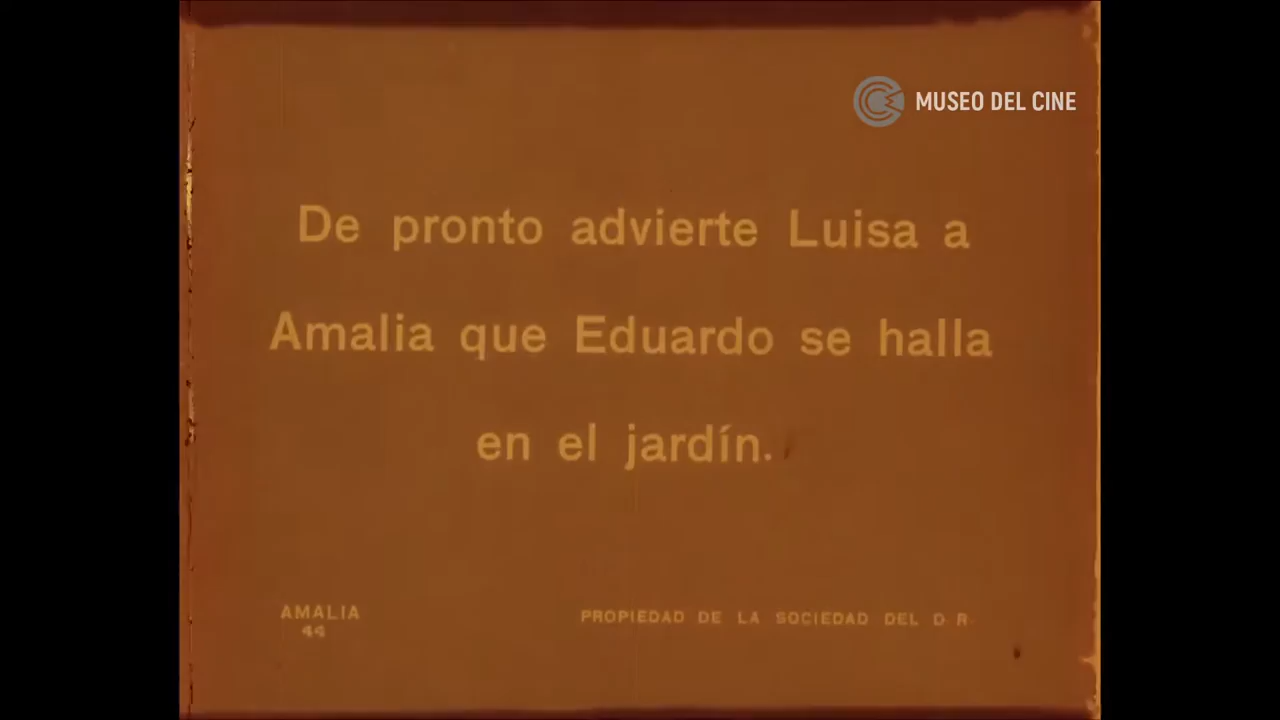 MUSEO DEL CINE
De pronto advierte Luisa a
Amalia que Eduardo se halla
en el jardín.
AMALIA
44
PROPIEDAD DE LA SOCIEDAD DEL D. R.